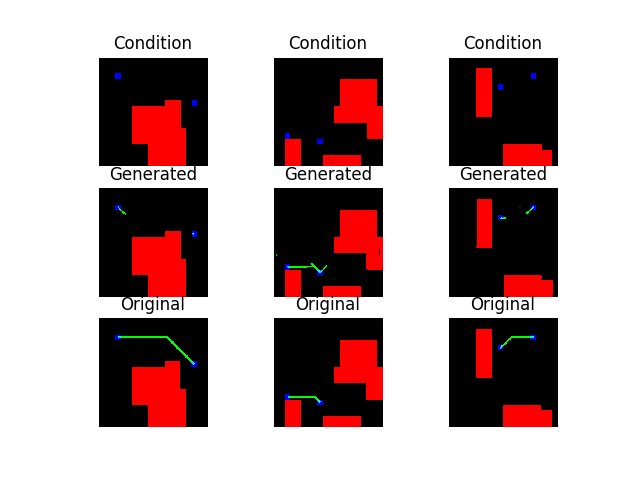 Condition Condition Condition
Generated Generated Generated
Original Original Original